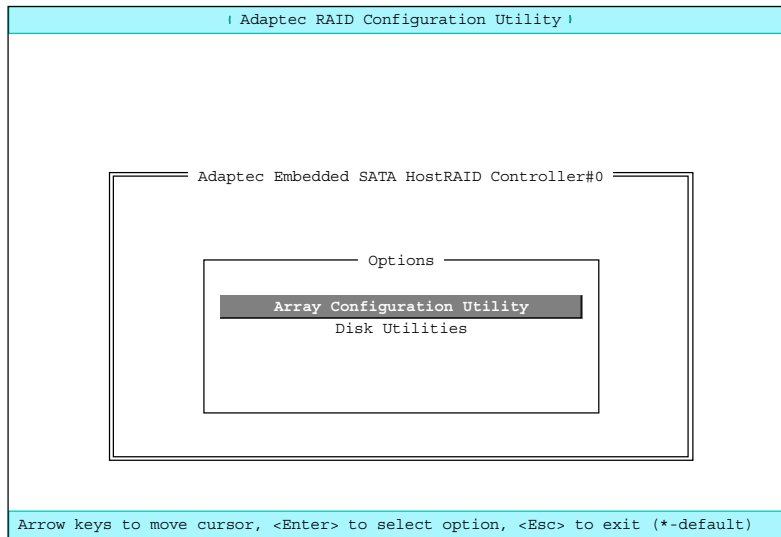 Adaptec RAID Configuration Utility
Adaptec Embedded SATA HostRAID Controller#0
Options
Array Configuration Utility
Disk Utilities
Arrow keys to move cursor, <Enter> to select option, <Esc> to exit (*-default)